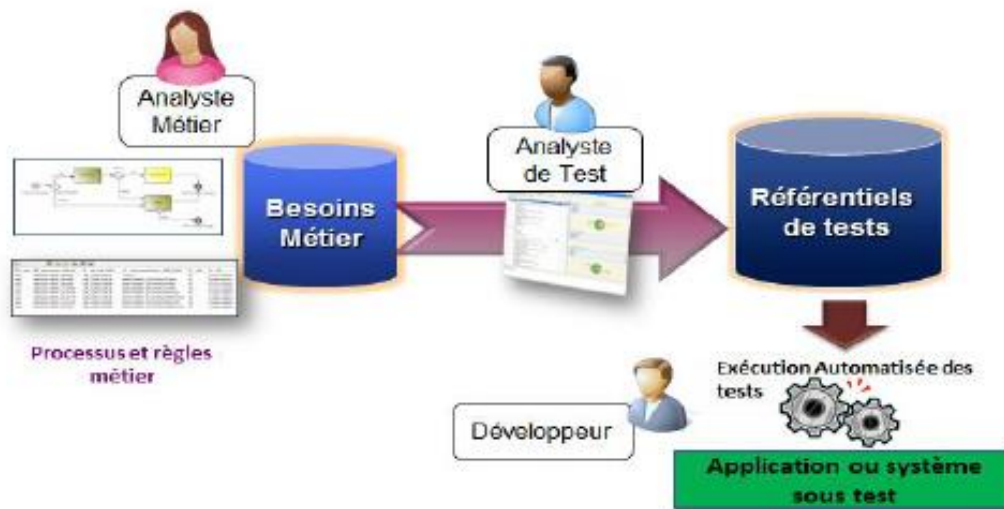 Analyste
Métier
Analyste
de Test
Besoins
Métier
Référentiels
de tests
Processus et règles
métier
Exécution Automatisée des
tests
Développeur
Application ou système
sous test